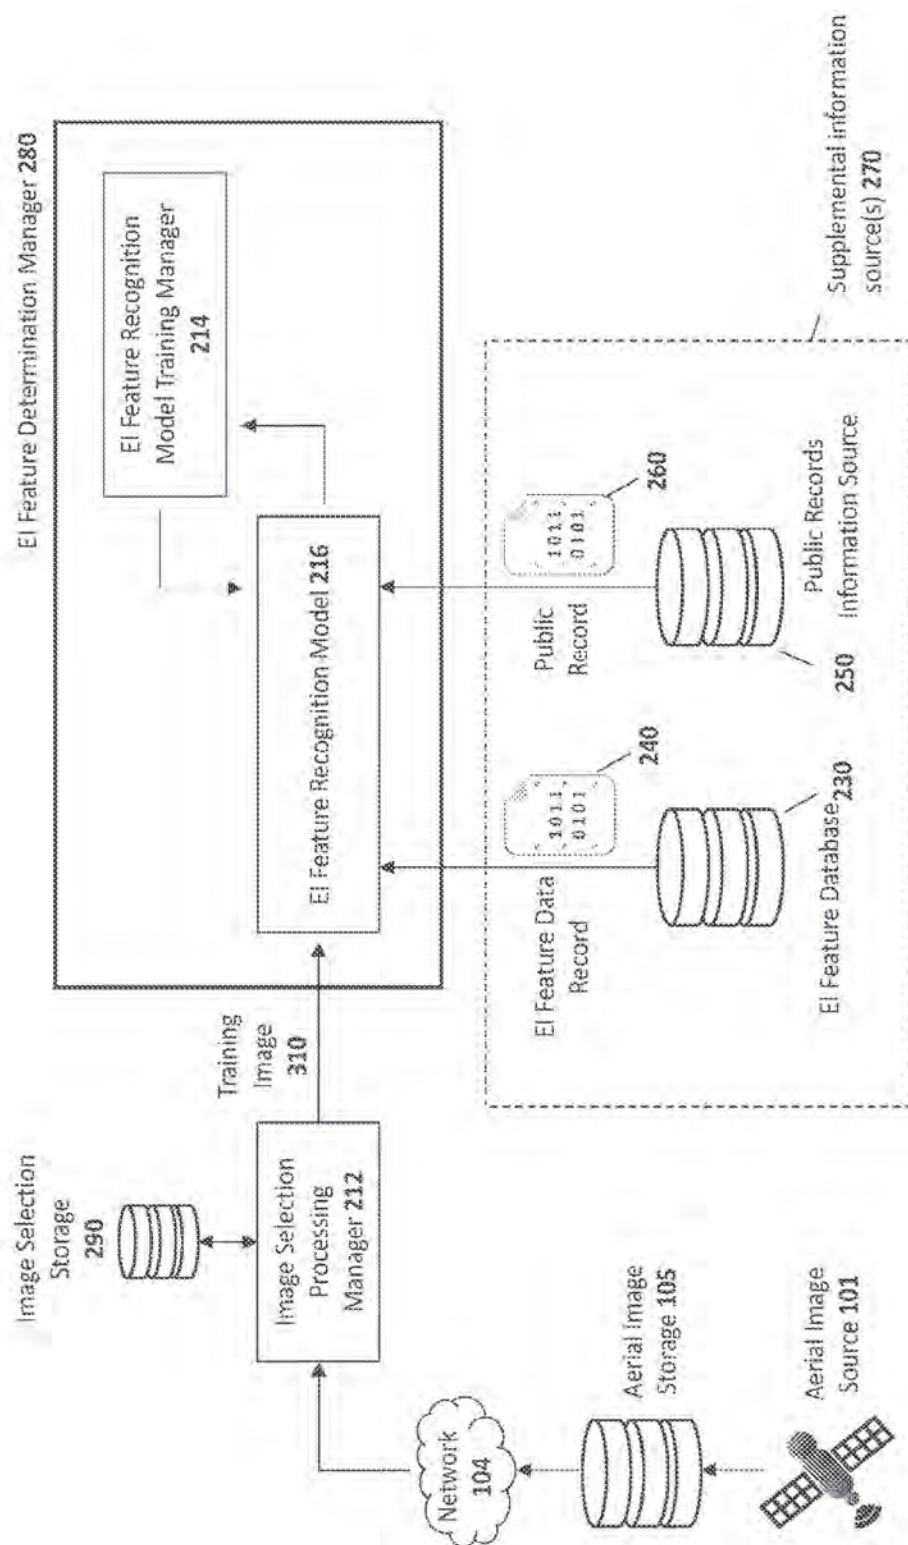 EI Feature Determination Manager 280
EI Feature Recognition
Model Training Manager
214
EI Feature Recognition Model 216
Image Selection
Storage
290
Training
Image
310
Image Selection
Processing
Manager 212
Network
104
Aerial Image
Storage 105
Aerial Image
Source 101
EI Feature Data
Record
1011
0101
240
EI Feature Database
230
Public
Record
1011
0101
260
Public Records
Information Source
250
Supplemental information
source(s) 270